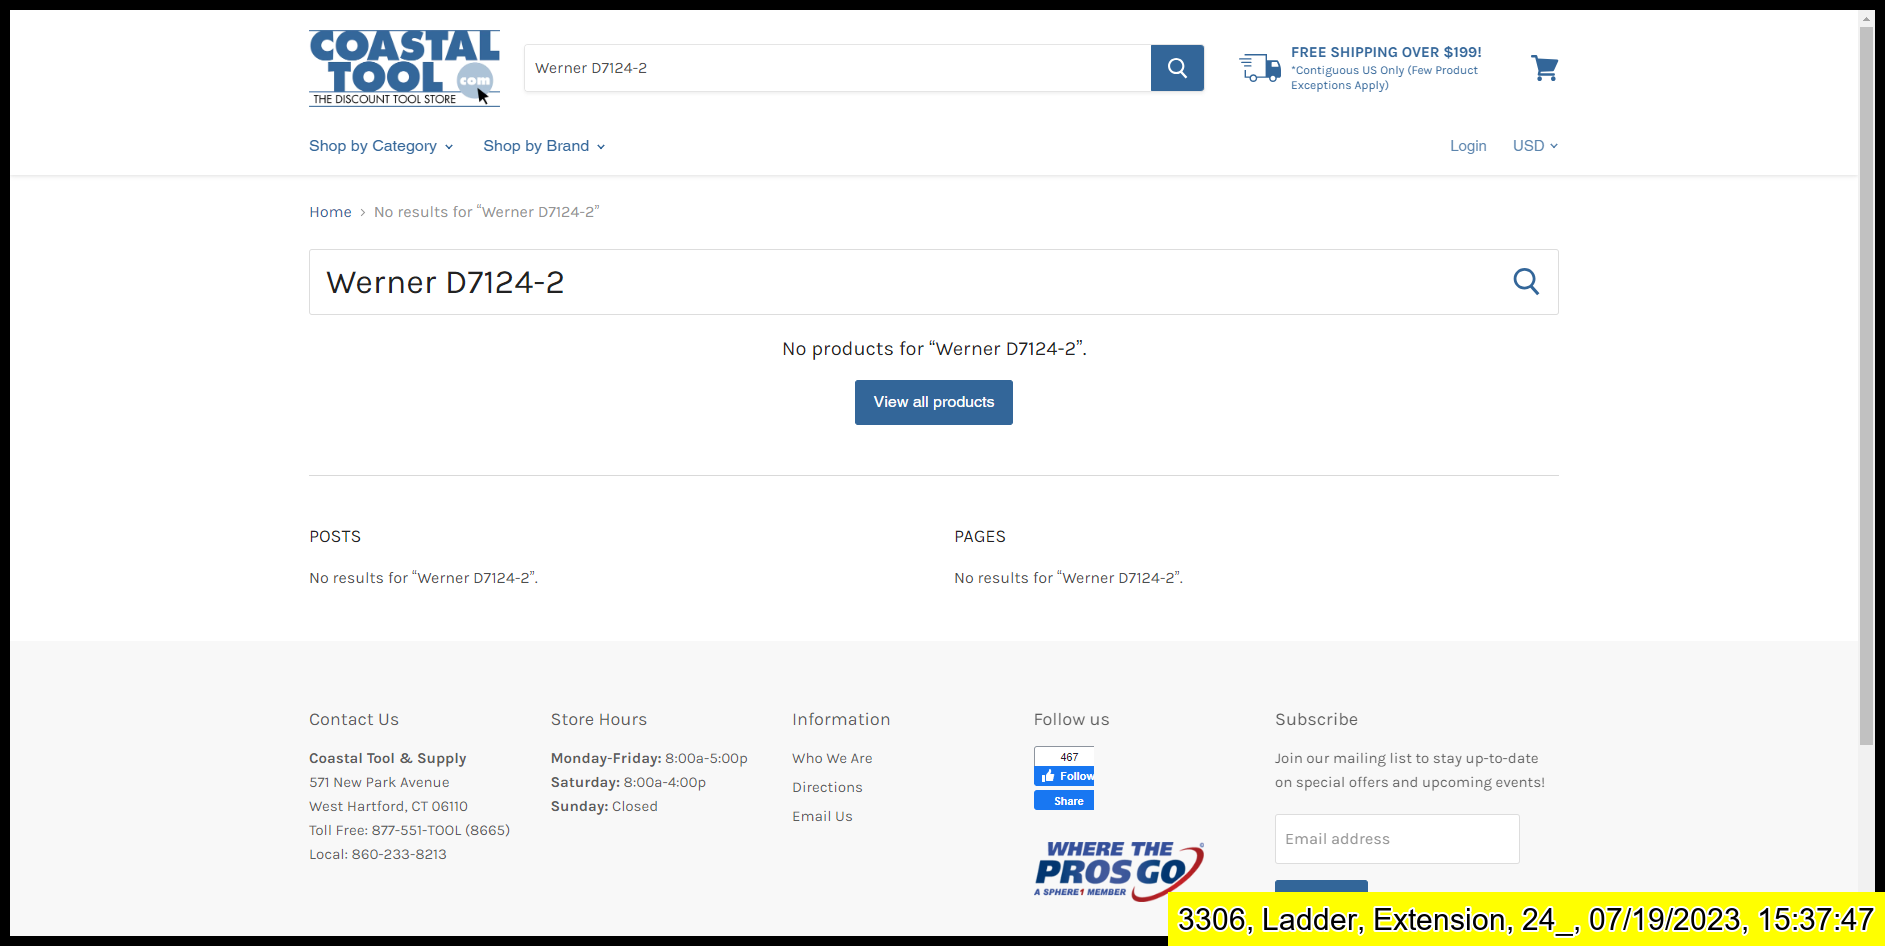 COASTAL
TOOL com
THE DISCOUNT TOOL STORE
Werner D7124-2
FREE SHIPPING OVER $199!
*Contiguous US Only (Few Product
Exceptions Apply)
Shop by Category
Shop by Brand
Login
USD
Home › No results for “Werner D7124-2”
Werner D7124-2
No products for “Werner D7124-2”.
View all products
POSTS
No results for “Werner D7124-2”.
PAGES
No results for “Werner D7124-2”.
Contact Us
Coastal Tool & Supply
571 New Park Avenue
West Hartford, CT 06110
Toll Free: 877-551-TOOL (8665)
Local: 860-233-8213
Store Hours
Monday-Friday: 8:00a-5:00p
Saturday: 8:00a-4:00p
Sunday: Closed
Information
Who We Are
Directions
Email Us
Follow us
467
Follow
Share
WHERE THE
PROS GO
A SPHERE1 MEMBER
Subscribe
Join our mailing list to stay up-to-date
on special offers and upcoming events!
Email address
3306, Ladder, Extension, 24_, 07/19/2023, 15:37:47